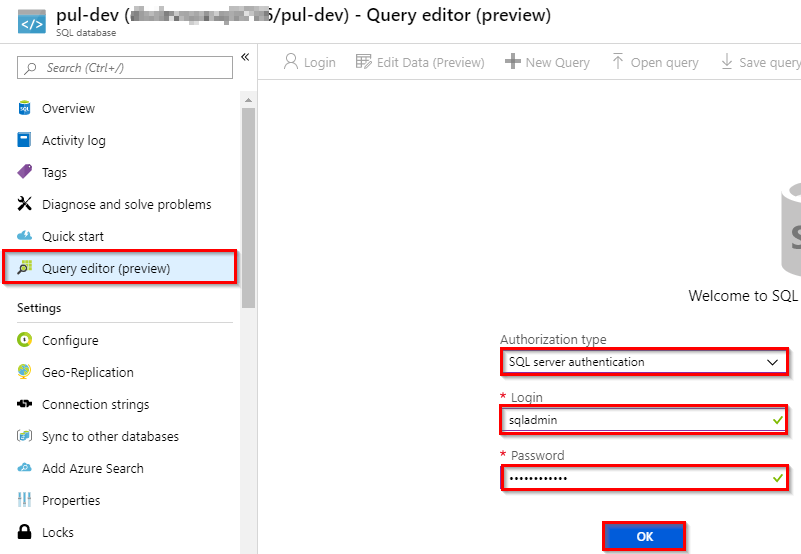 pul-dev (/pul-dev) - Query editor (preview)
SQL database
Search (Ctrl+/)
«
Login
Edit Data (Preview)
New Query
Open query
Save query
Overview
Activity log
Tags
Diagnose and solve problems
Quick start
Query editor (preview)
Settings
Configure
Geo-Replication
Connection strings
Sync to other databases
Add Azure Search
Properties
Locks
Welcome to SQL
Authorization type
SQL server authentication
* Login
sqladmin
* Password
••••••••••••
OK